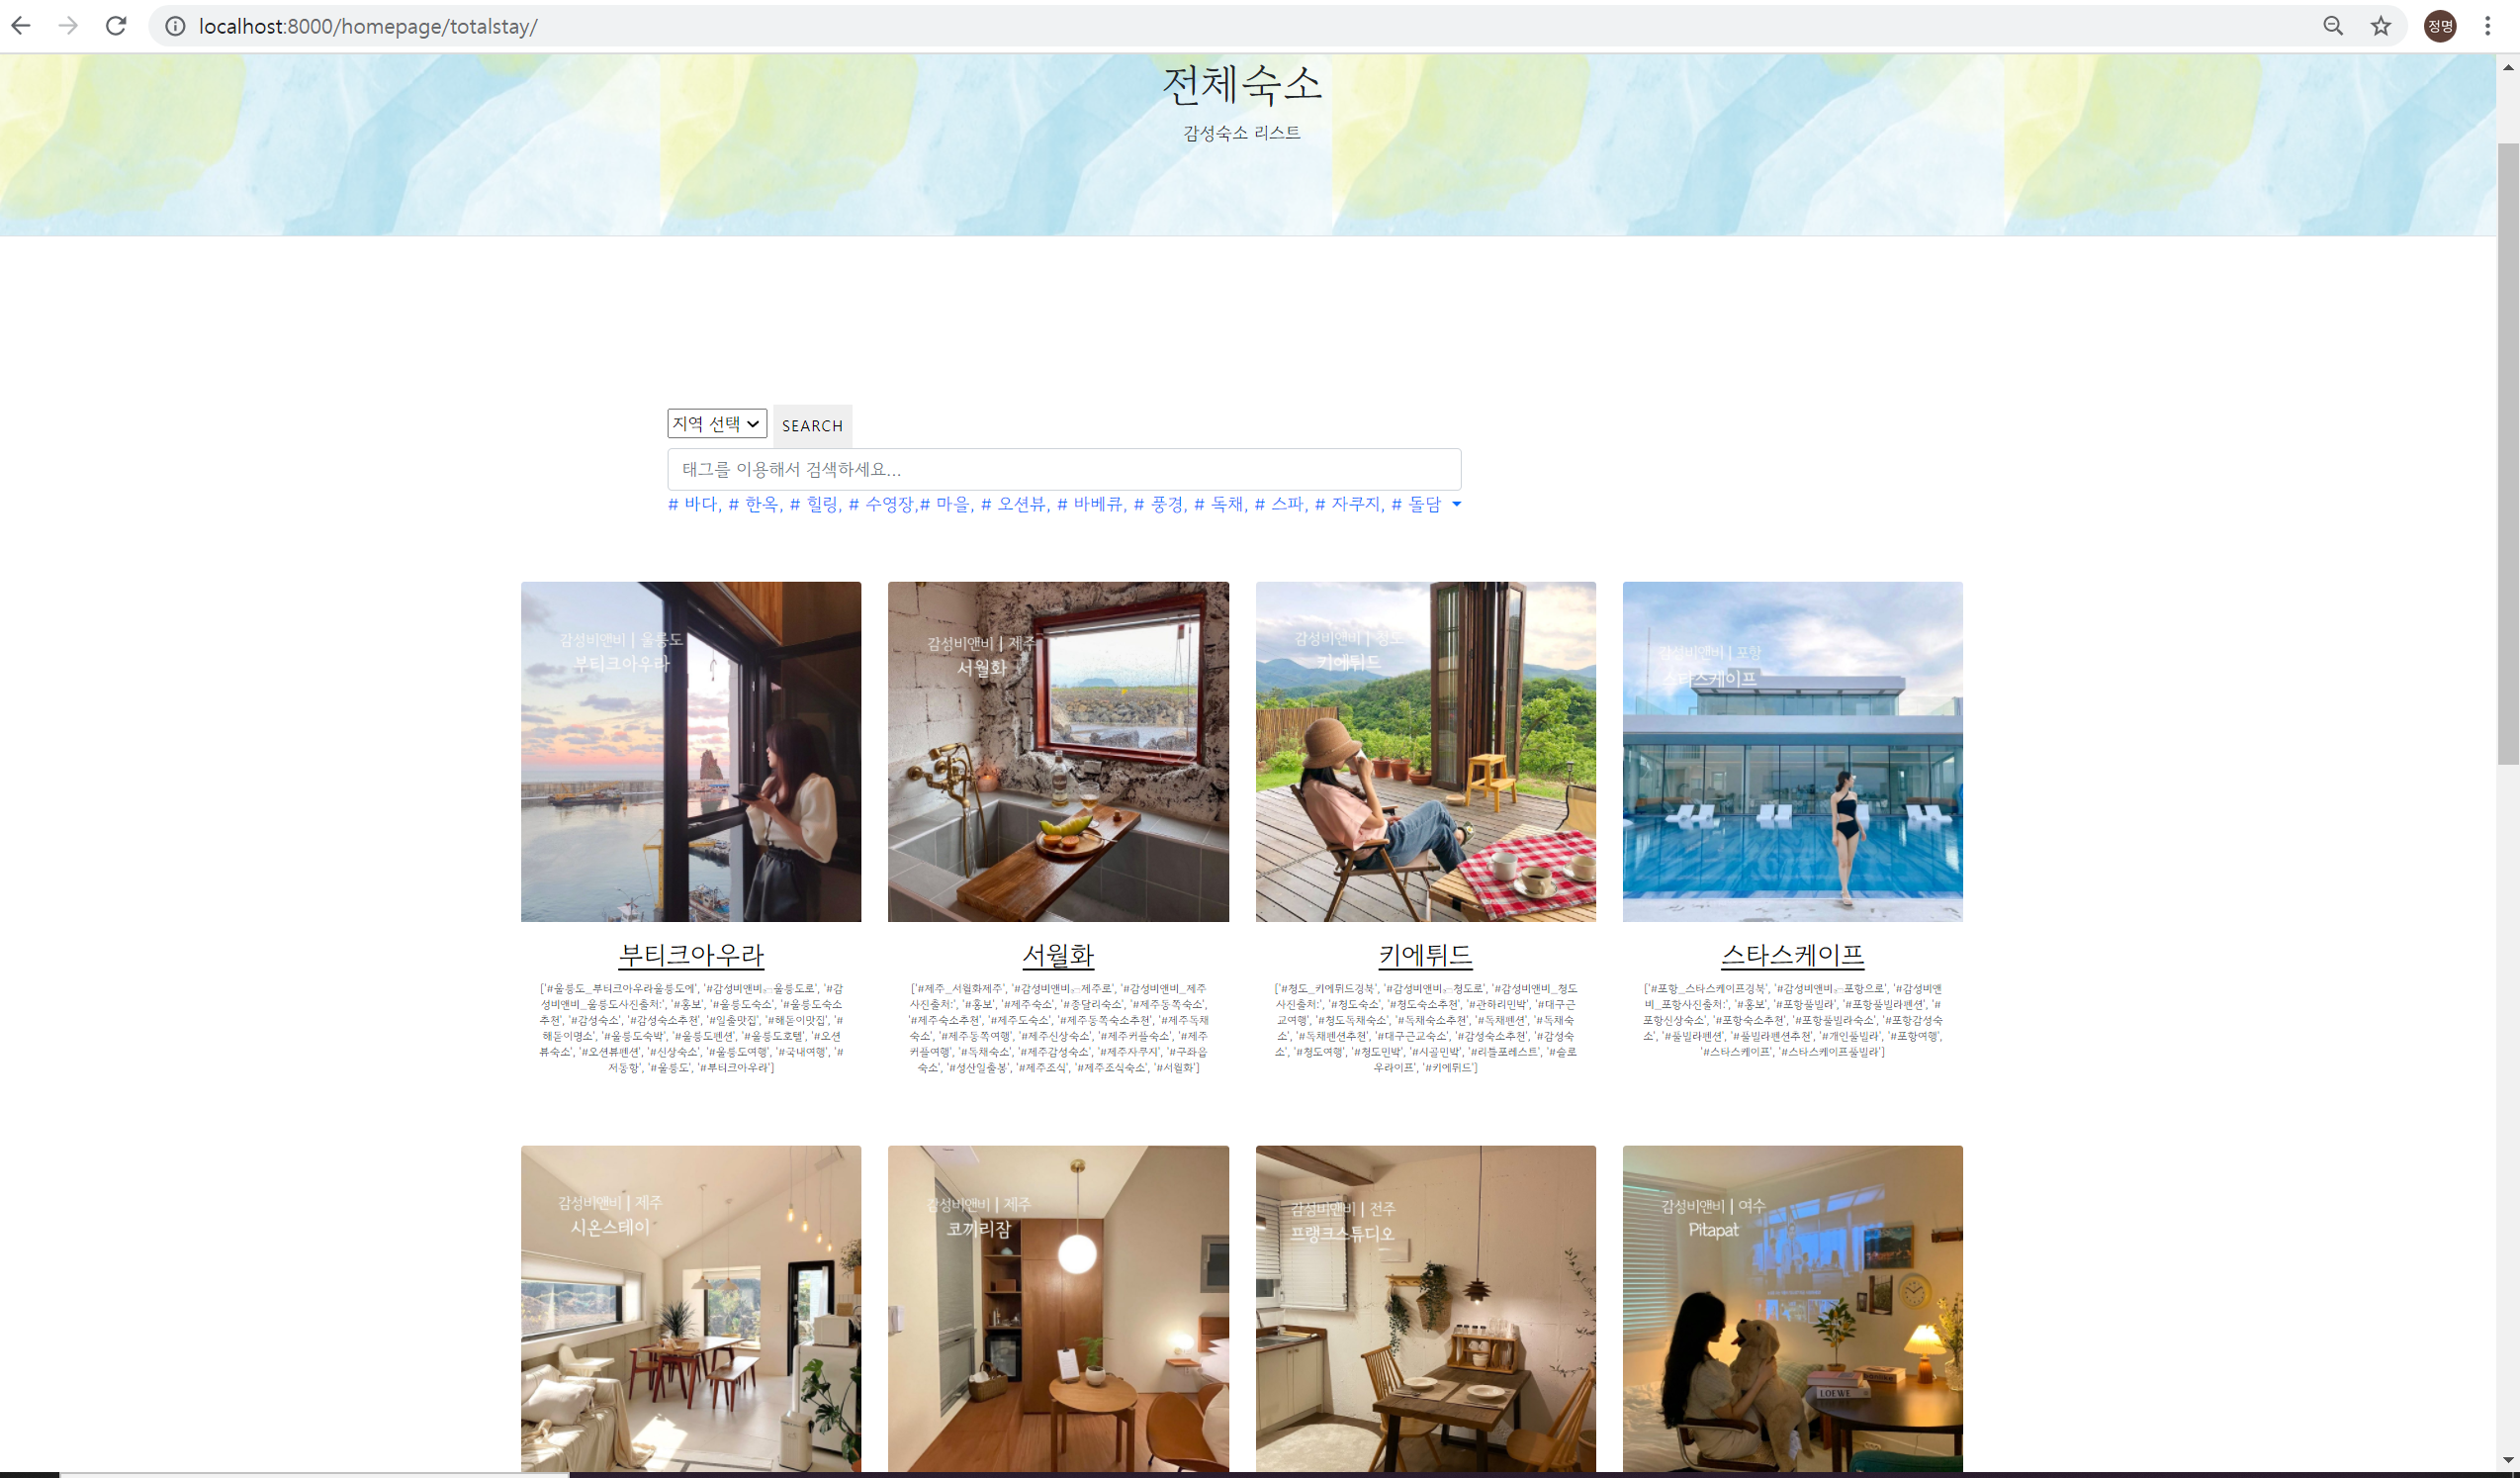 localhost:8000/homepage/totalstay/
정명
전체숙소
감성숙소 리스트
지역 선택
SEARCH
태그를 이용해서 검색하세요...
# 바다, # 한옥, # 힐링, # 수영장,# 마을, # 오션뷰, # 바베큐, # 풍경, # 독채, # 스파, # 자쿠지, # 돌담
감성비앤비 | 울릉도
부티크아우라
감성비앤비 | 제주
서월화
감성비앤비 | 청도
키에튀드
감성비앤비 | 포항
스타스케이프
부티크아우라
['#울릉도_부티크아우라울릉도에', '#감성비앤비,, 울릉도로', '#감
성비앤비_울릉도사진출처:', '#홍보', '#울릉도숙소', '#울릉도숙소
추천', '#감성숙소', '#감성숙소추천', '#일출맛집', '#해돋이맛집', '#
해돋이명소', '#울릉도숙박', '#울릉도펜션', '#울릉도호텔', '#오션
뷰숙소', '#오션뷰펜션', '#신상숙소', '#울릉도여행', '#국내여행', '#
저동항', '#울릉도', '#부티크아우라']
서월화
['#제주_서월화제주', '#감성비앤비,, 제주로', '#감성비앤비_제주
사진출처:', '#홍보', '#제주숙소', '#종달리숙소', '#제주동쪽숙소',
'#제주숙소추천', '#제주도숙소', '#제주동쪽숙소추천', '#제주독채
숙소', '#제주동쪽여행', '#제주신상숙소', '#제주커플숙소', '#제주
커플여행', '#독채숙소', '#제주감성숙소', '#제주자쿠지', '#구좌읍
숙소', '#성산일출봉', '#제주조식', '#제주조식숙소', '#서월화']
키에튀드
['#청도_키에튀드경북', '#감성비앤비,, 청도로', '#감성비앤비_청도
사진출처:', '#청도숙소', '#청도숙소추천', '#관하리민박', '#대구근
교여행', '#청도독채숙소', '#독채숙소추천', '#독채펜션', '#독채숙
소', '#독채펜션추천', '#대구근교숙소', '#감성숙소추천', '#감성숙
소', '#청도여행', '#청도민박', '#시골민박', '#리틀포레스트', '#슬로
우라이프', '#키에튀드']
스타스케이프
['#포항_스타스케이프경북', '#감성비앤비,, 포항으로', '#감성비앤
비_포항사진출처:', '#홍보', '#포항풀빌라', '#포항풀빌라펜션', '#
포항신상숙소', '#포항숙소추천', '#포항풀빌라숙소', '#포항감성숙
소', '#풀빌라펜션', '#풀빌라펜션추천', '#개인풀빌라', '#포항여행',
'#스타스케이프', '#스타스케이프풀빌라']
감성비앤비 | 제주
시온스테이
감성비앤비 | 제주
코끼리잠
감성비앤비 | 전주
프랭크스튜디오
감성비앤비 | 여수
Pitapat
LOEWE